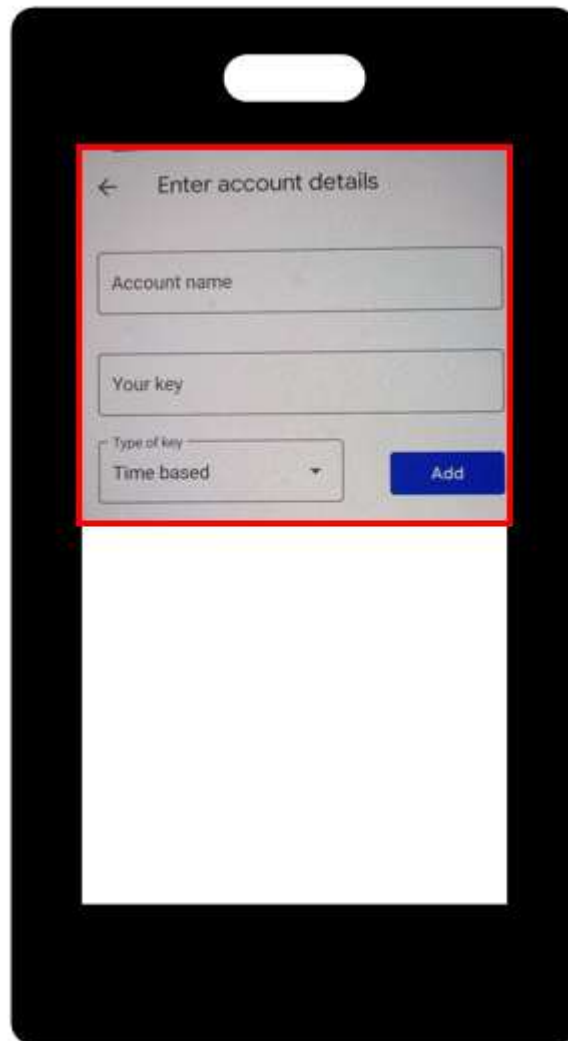 Enter account details
Account name
Your key
Type of key
Time based
Add